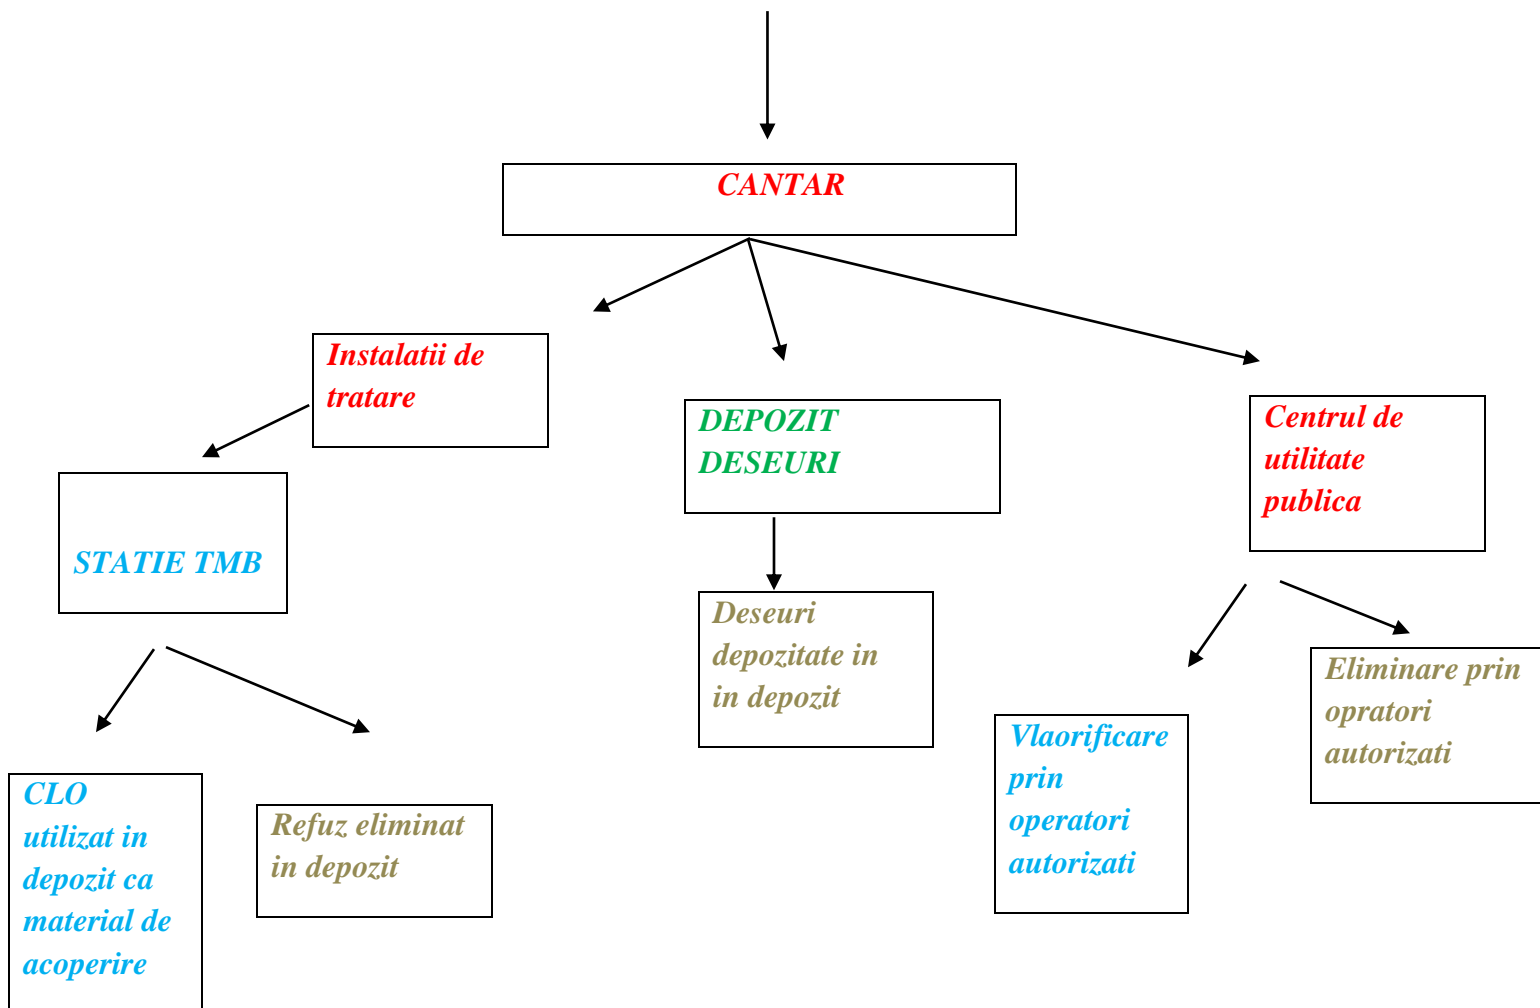 CANTAR
Instalatii de
tratare
DEPOZIT
DESEURI
Centrul de
utilitate
publica
STATIE TMB
Deseuri
depozitate in
in depozit
Eliminare prin
opratori
autorizati
Vlaorificare
prin
operatori
autorizati
CLO
utilizat in
depozit ca
material de
acoperire
Refuz eliminat
in depozit